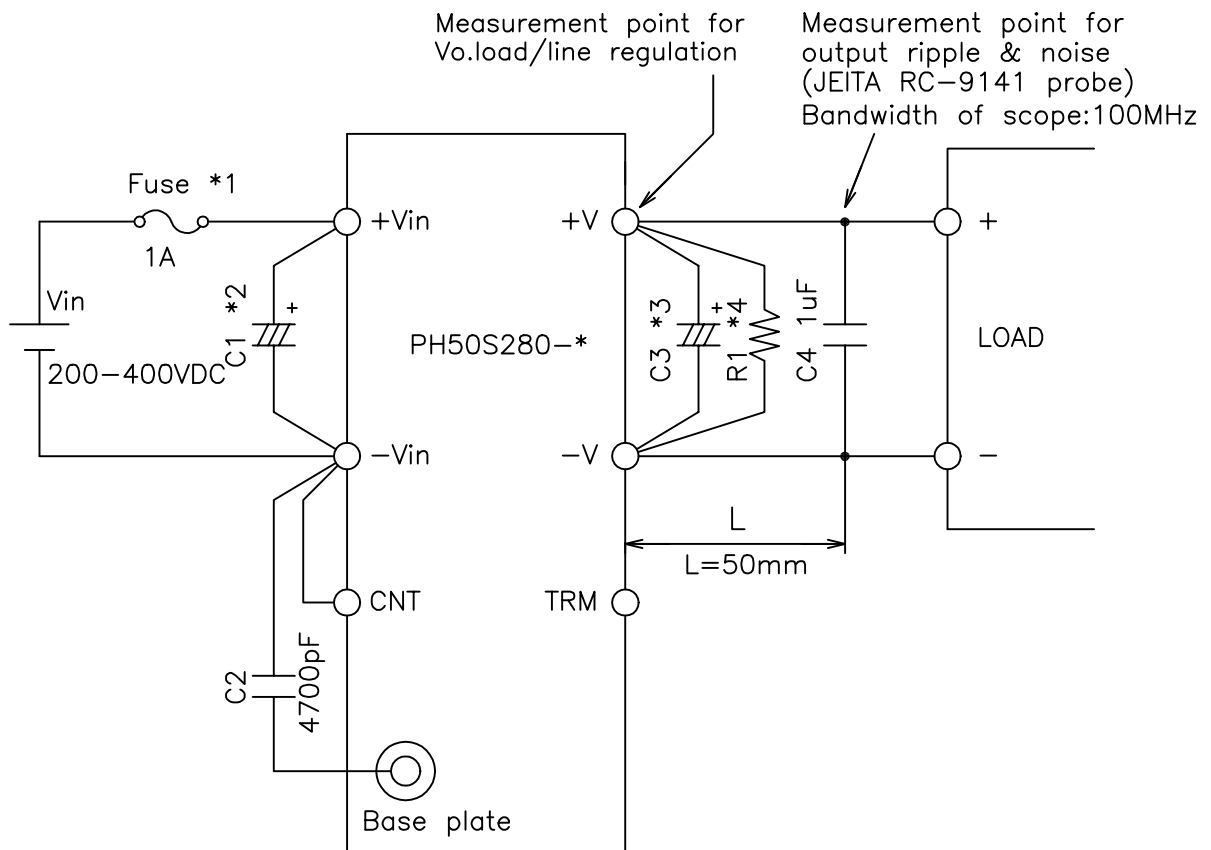 Measurement point for
Vo.load/line regulation
Measurement point for
output ripple & noise
(JEITA RC-9141 probe)
Bandwidth of scope:100MHz
Fuse *1
1A
+Vin
+V
+
Vin
200-400VDC
C1 *2
+
PH50S280-*
C3 *3
+
R1 *4
C4 1uF
LOAD
-Vin
-V
-
L
L=50mm
CNT
TRM
C2
4700pF
Base plate